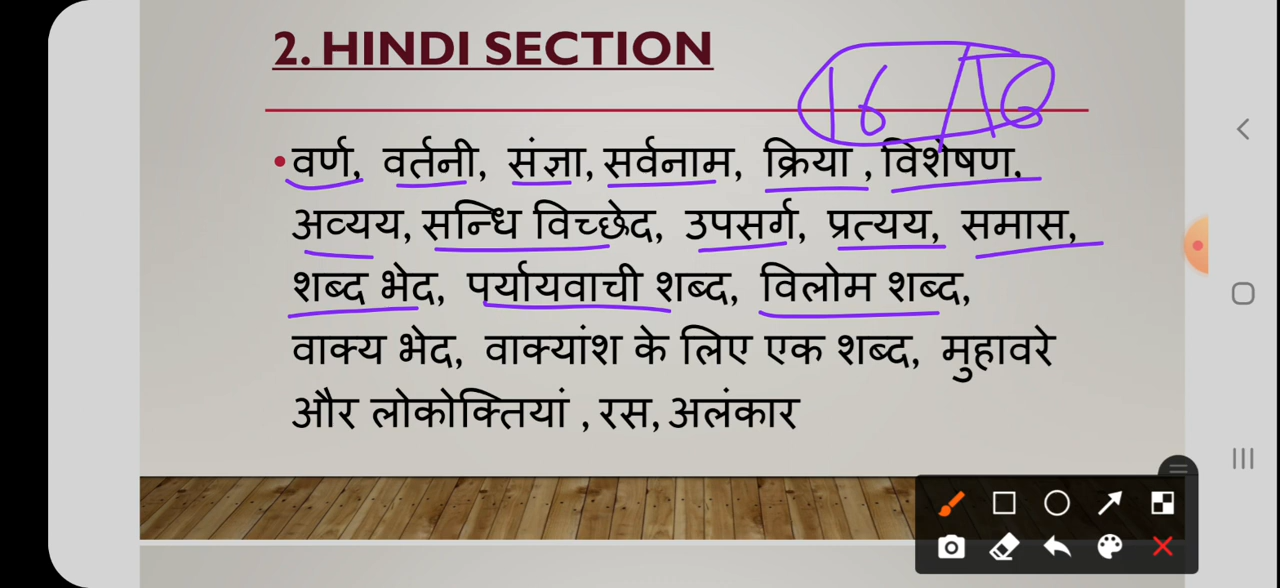 2. HINDI SECTION
16/16
•वर्ण, वर्तनी, संज्ञा, सर्वनाम, क्रिया ,विशेषण,
अव्यय, सन्धि विच्छेद, उपसर्ग, प्रत्यय, समास,
शब्द भेद, पर्यायवाची शब्द, विलोम शब्द,
वाक्य भेद, वाक्यांश के लिए एक शब्द, मुहावरे
और लोकोक्तियां , रस, अलंकार